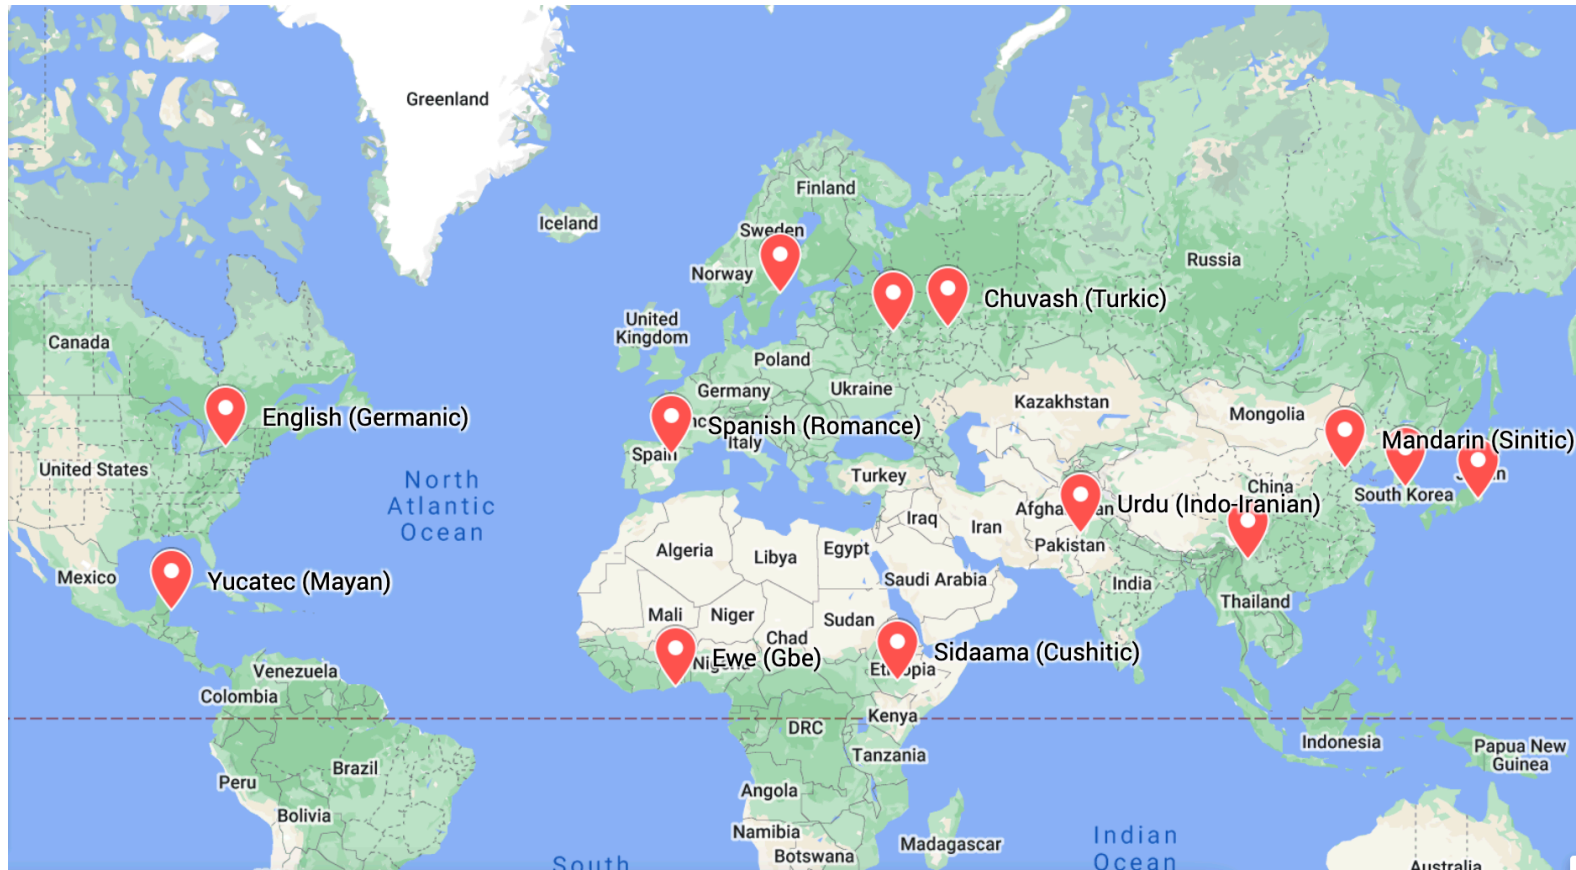 Greenland
Finland
Iceland
Sweden
Norway
Russia
Chuvash (Turkic)
United
Kingdom
Canada
Poland
Germany
Ukraine
Kazakhstan
Mongolia
English (Germanic)
Spanish (Romance)
Italy
Mandarin (Sinitic)
Spain
United States
Turkey
North
Atlantic
Ocean
China
South Korea
Urdu (Indo-Iranian)
Iraq
Iran
Pakistan
Algeria
Libya
Egypt
Saudi Arabia
India
Mexico
Yucatec (Mayan)
Thailand
Mali
Niger
Sudan
Chad
Ewe (Gbe)
Sidaama (Cushitic)
Ethiopia
Venezuela
Colombia
Kenya
DRC
Indonesia
Papua New
Guinea
Tanzania
Brazil
Peru
Angola
Bolivia
Namibia
Madagascar
Botswana
Indian
Ocean
South
Australia